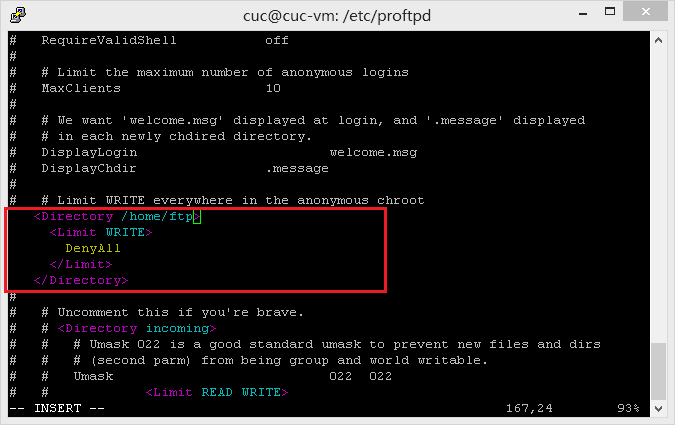 cuc@cuc-vm: /etc/proftpd
#   RequireValidShell           off
#
#   # Limit the maximum number of anonymous logins
#   MaxClients                  10
#
#   # We want 'welcome.msg' displayed at login, and '.message' displayed
#   # in each newly chdired directory.
#   DisplayLogin                        welcome.msg
#   DisplayChdir                .message
#
#   # Limit WRITE everywhere in the anonymous chroot
   <Directory /home/ftp>
     <Limit WRITE>
       DenyAll
     </Limit>
   </Directory>
#
#   # Uncomment this if you're brave.
#   # <Directory incoming>
#   #   # Umask 022 is a good standard umask to prevent new files and dirs
#   #   # (second parm) from being group and world writable.
#   #   Umask                           022  022
#   #            <Limit READ WRITE>
-- INSERT --                                                  167,24        93%